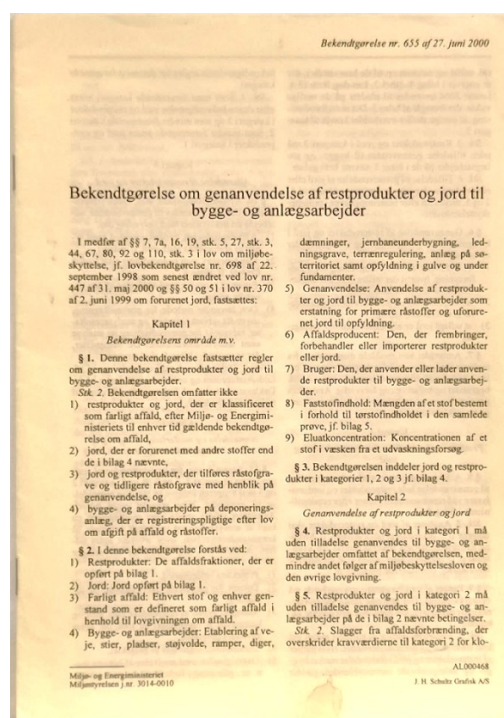 Bekendtgørelse nr. 655 af 27. juni 2000
Bekendtgørelse om genanvendelse af restprodukter og jord til
bygge- og anlægsarbejder
I medfør af §§ 7, 7a, 16, 19, stk. 5, 27, stk. 3,
44, 67, 80, 92 og 110, stk. 3 i lov om miljøbe-
skyttelse, jf. lovbekendtgørelse nr. 698 af 22.
september 1998 som senest ændret ved lov nr.
447 af 31. maj 2000 og §§ 50 og 51 i lov nr. 370
af 2. juni 1999 om forurenet jord, fastsættes:
Kapitel 1
Bekendtgørelsens område m.v.
§ 1. Denne bekendtgørelse fastsætter regler
om genanvendelse af restprodukter og jord til
bygge- og anlægsarbejder.
Stk. 2. Bekendtgørelsen omfatter ikke
1) restprodukter og jord, der er klassificeret
som farligt affald, efter Miljø- og Energimi-
nisteriets til enhver tid gældende bekendtgø-
relse om affald,
2) jord, der er forurenet med andre stoffer end
de i bilag 4 nævnte,
3) jord og restprodukter, der tilføres råstofgra-
ve og tidligere råstofgrave med henblik på
genanvendelse, og
4) bygge- og anlægsarbejder på deponerings-
anlæg, der er registreringspligtige efter lov
om afgift på affald og råstoffer.
§ 2. I denne bekendtgørelse forstås ved:
1) Restprodukter: De affaldsfraktioner, der er
opført på bilag 1.
2) Jord: Jord opført på bilag 1.
3) Farligt affald: Ethvert stof og enhver gen-
stand som er defineret som farligt affald i
henhold til lovgivningen om affald.
4) Bygge- og anlægsarbejder: Etablering af ve-
je, stier, pladser, støjvolde, ramper, diger,
dæmninger, jernbaneunderbygning, led-
ningsgrave, terrænregulering, anlæg på sø-
territoriet samt opfyldning i gulve og under
fundamenter.
5) Genanvendelse: Anvendelse af restproduk-
ter og jord til bygge- og anlægsarbejder som
erstatning for primære råstoffer og uforure-
net jord til opfyldning.
6) Affaldsproducent: Den, der frembringer,
forbehandler eller importerer restprodukter
eller jord.
7) Bruger: Den, der anvender eller lader anven-
de restprodukter til bygge- og anlægsarbej-
der.
8) Faststofindhold: Mængden af et stof bestemt
i forhold til tørstofindholdet i den samlede
prøve, jf. bilag 5.
9) Eluatkoncentration: Koncentrationen af et
stof i væsken fra et udvaskningsforsøg.
§ 3. Bekendtgørelsen inddeler jord og restpro-
dukter i kategorier 1, 2 og 3 jf. bilag 4.
Kapitel 2
Genanvendelse af restprodukter og jord
§ 4. Restprodukter og jord i kategori 1 må
uden tilladelse genanvendes til bygge- og an-
lægsarbejder omfattet af bekendtgørelsen, med-
mindre andet følger af miljøbeskyttelsesloven og
den øvrige lovgivning.
§ 5. Restprodukter og jord i kategori 2 må
uden tilladelse genanvendes til bygge- og an-
lægsarbejder på de i bilag 2 nævnte betingelser.
Stk. 2. Slagger fra affaldsforbrænding, der
overskrider kravværdierne til kategori 2 for klo-
Miljø- og Energiministeriet
Miljøstyrelsen j.nr. 3014-0010
AL000468
J. H. Schultz Grafisk A/S